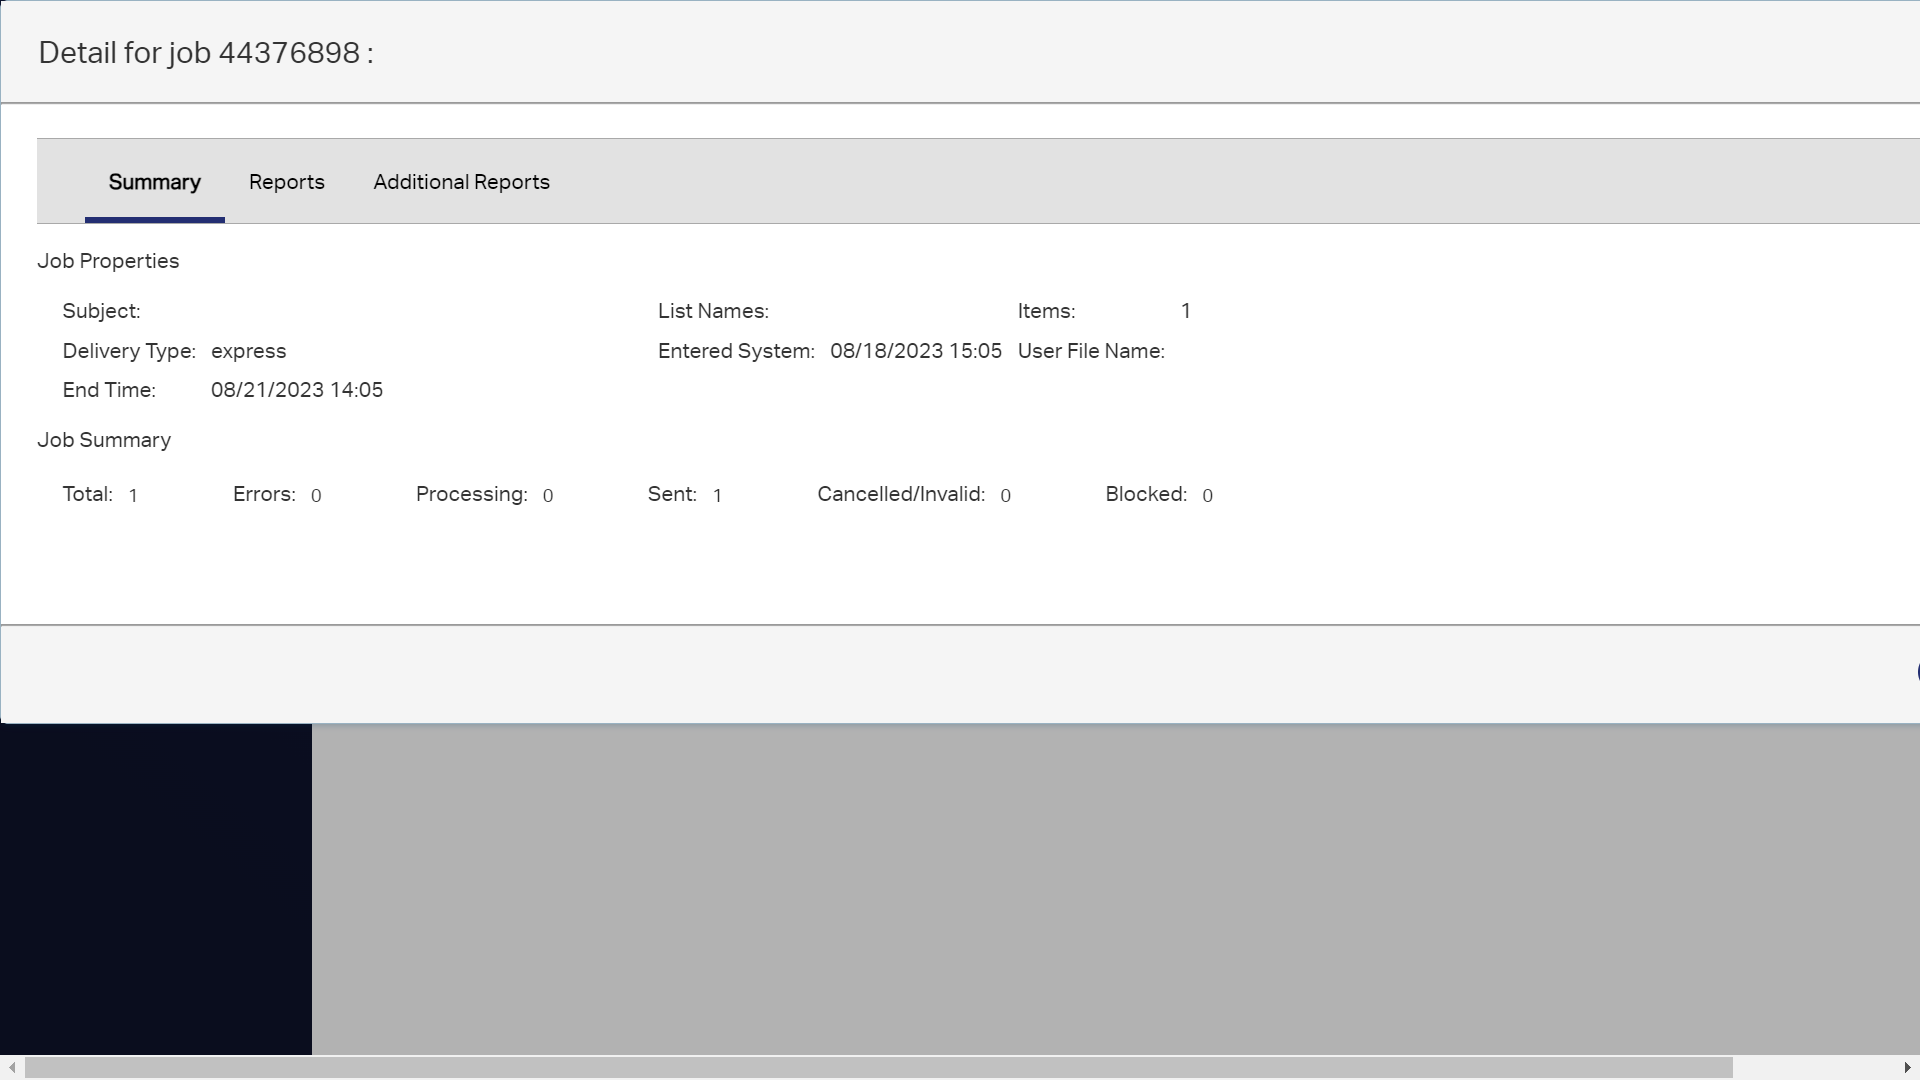 Detail for job 44376898 :
Summary Reports Additional Reports
Job Properties
Subject: List Names: Items: 1
Delivery Type: express Entered System: 08/18/2023 15:05 User File Name:
End Time: 08/21/2023 14:05
Job Summary
Total: 1 Errors: 0 Processing: 0 Sent: 1 Cancelled/Invalid: 0 Blocked: 0